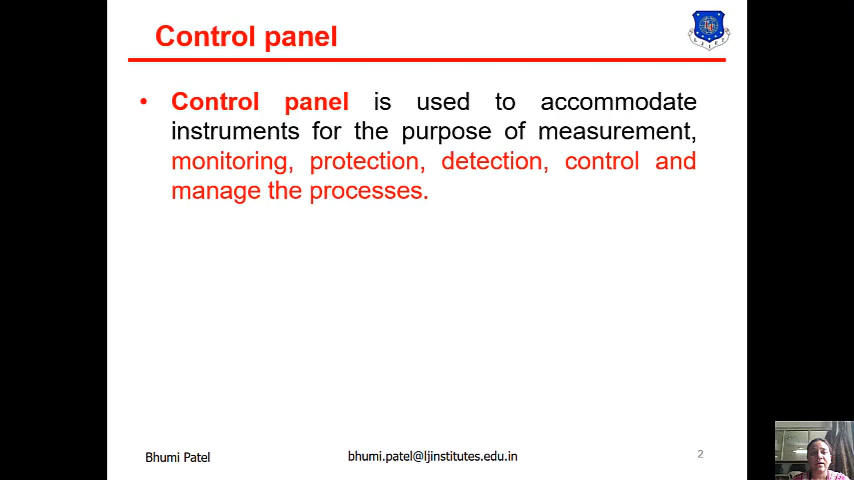 Control panel
• Control panel is used to accommodate
instruments for the purpose of measurement,
monitoring, protection, detection, control and
manage the processes.
Bhumi Patel
bhumi.patel@ljinstitutes.edu.in
2